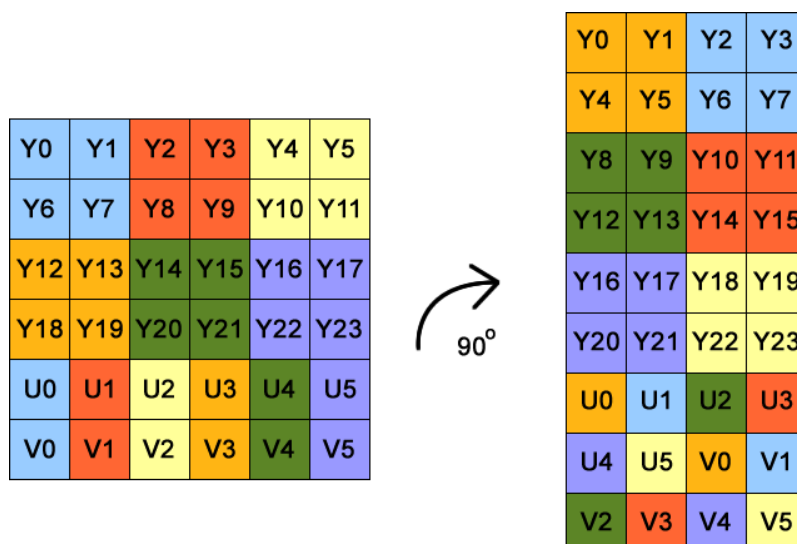 Y0 Y1 Y2 Y3 Y4 Y5
Y6 Y7 Y8 Y9 Y10 Y11
Y12 Y13 Y14 Y15 Y16 Y17
Y18 Y19 Y20 Y21 Y22 Y23
U0 U1 U2 U3 U4 U5
V0 V1 V2 V3 V4 V5
90°
Y0 Y1 Y2 Y3
Y4 Y5 Y6 Y7
Y8 Y9 Y10 Y11
Y12 Y13 Y14 Y15
Y16 Y17 Y18 Y19
Y20 Y21 Y22 Y23
U0 U1 U2 U3
U4 U5 V0 V1
V2 V3 V4 V5